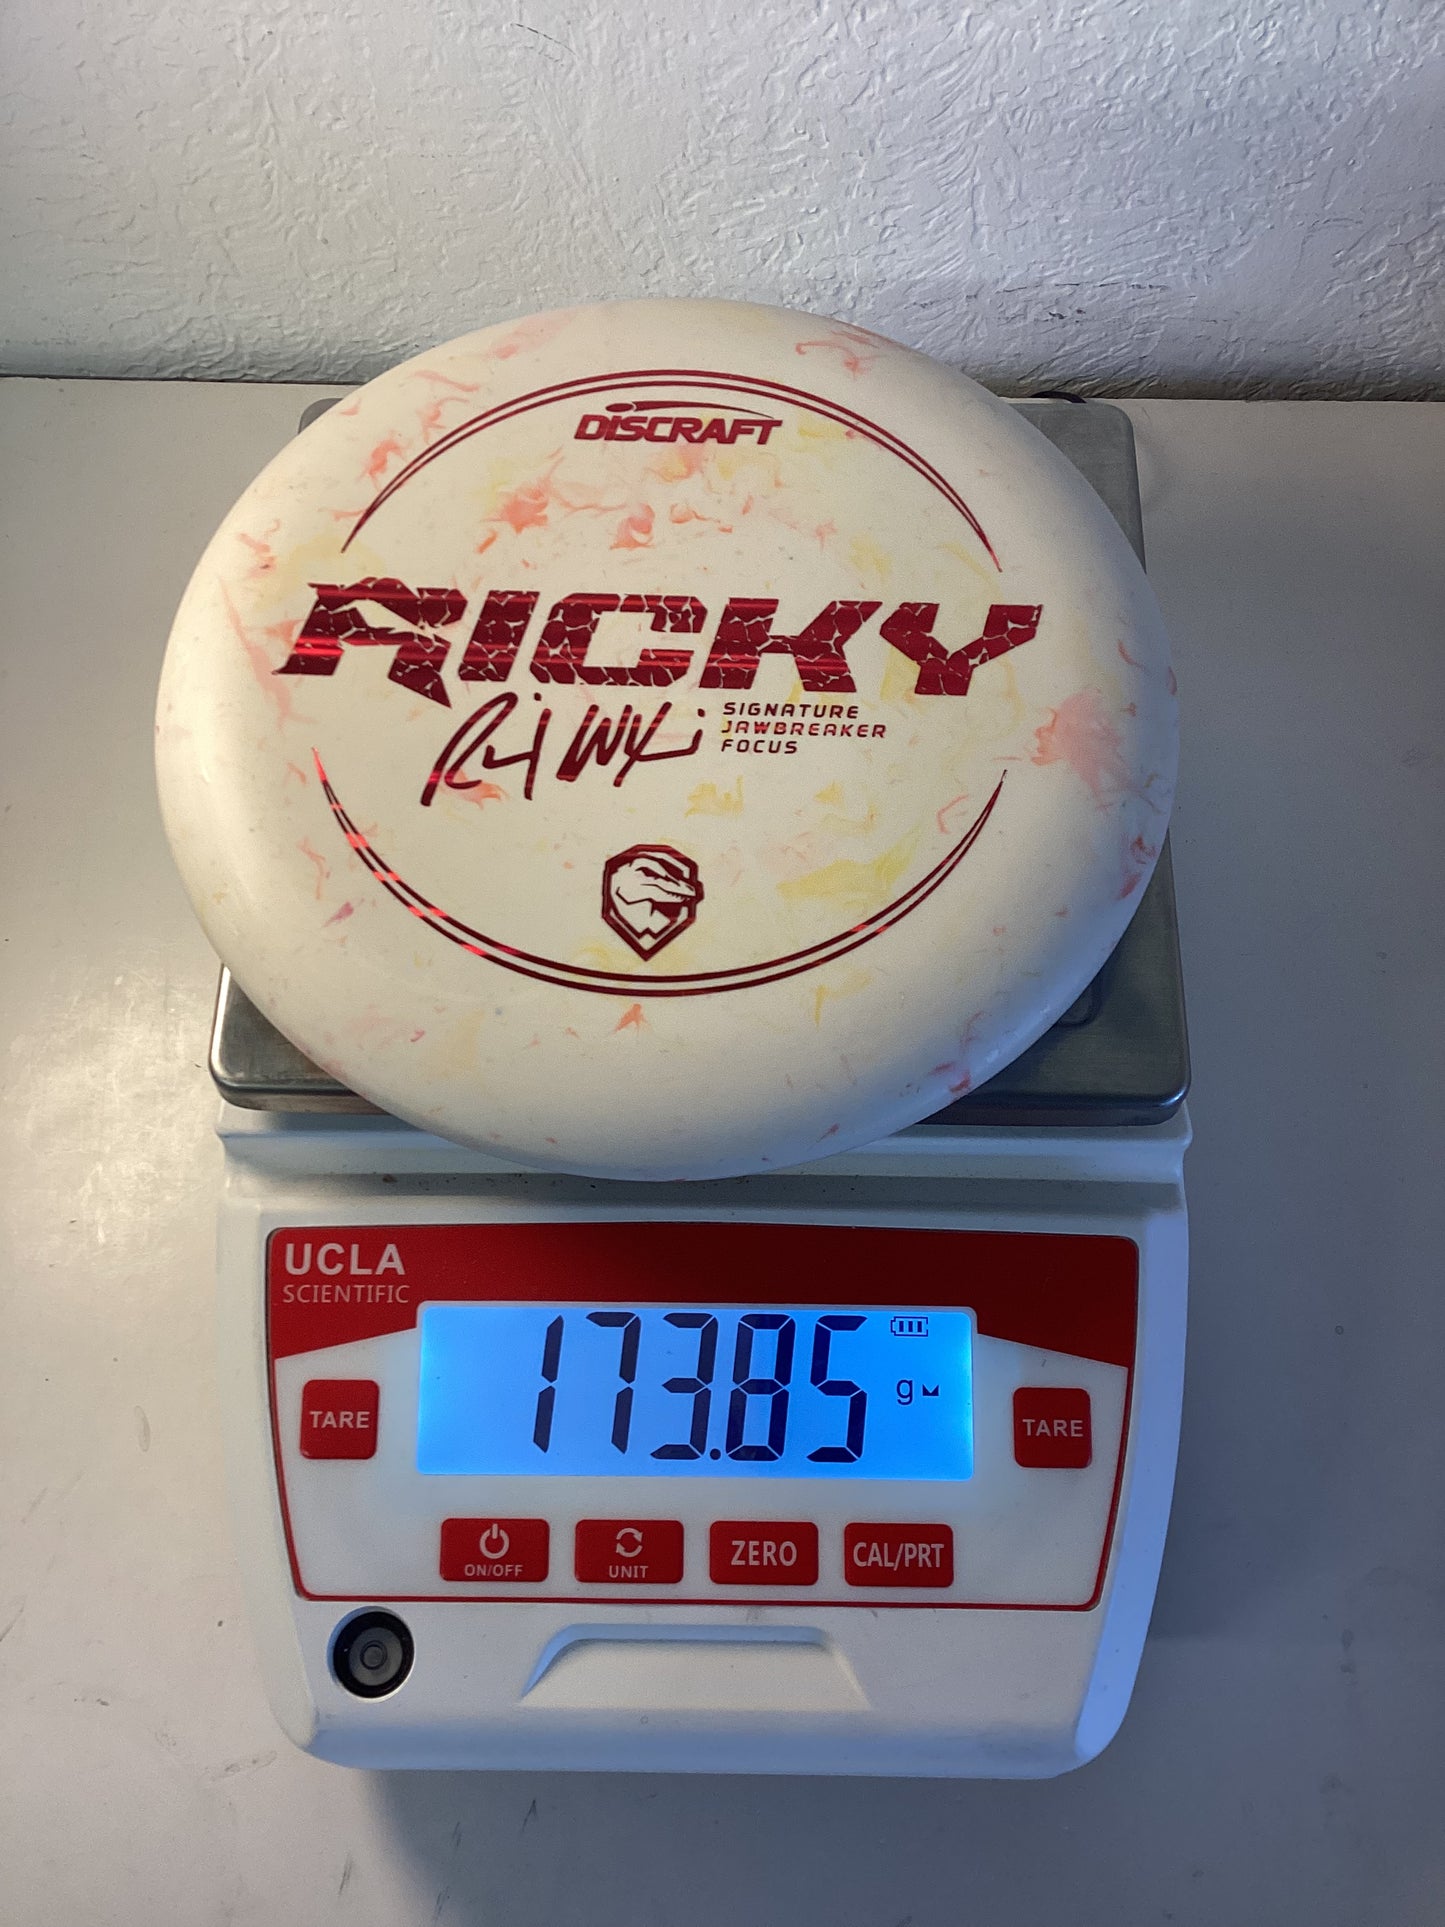 DISCRAFT
RICKY
SIGNATURE
JAWBREAKER
FOCUS
UCLA
SCIENTIFIC
173.85 g
TARE
TARE
ON/OFF
UNIT
ZERO
CAL/PRT